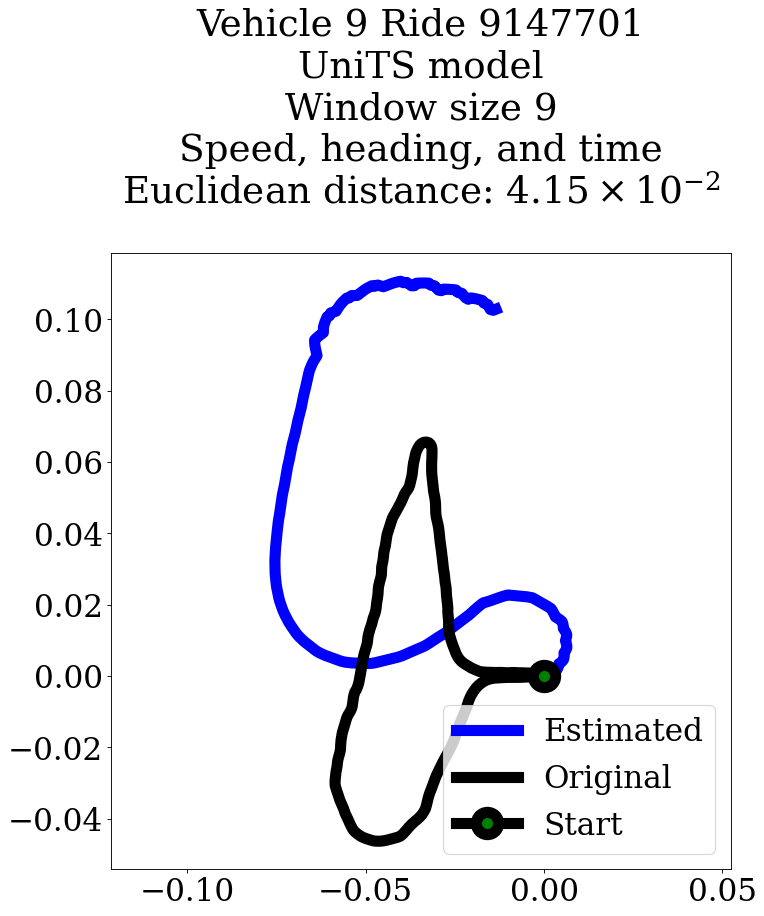 Vehicle 9 Ride 9147701
UniTS model
Window size 9
Speed, heading, and time
Euclidean distance: 4.15 × 10⁻²
0.10
0.08
0.06
0.04
0.02
0.00
−0.02
−0.04
Estimated
Original
Start
−0.10 −0.05 0.00 0.05